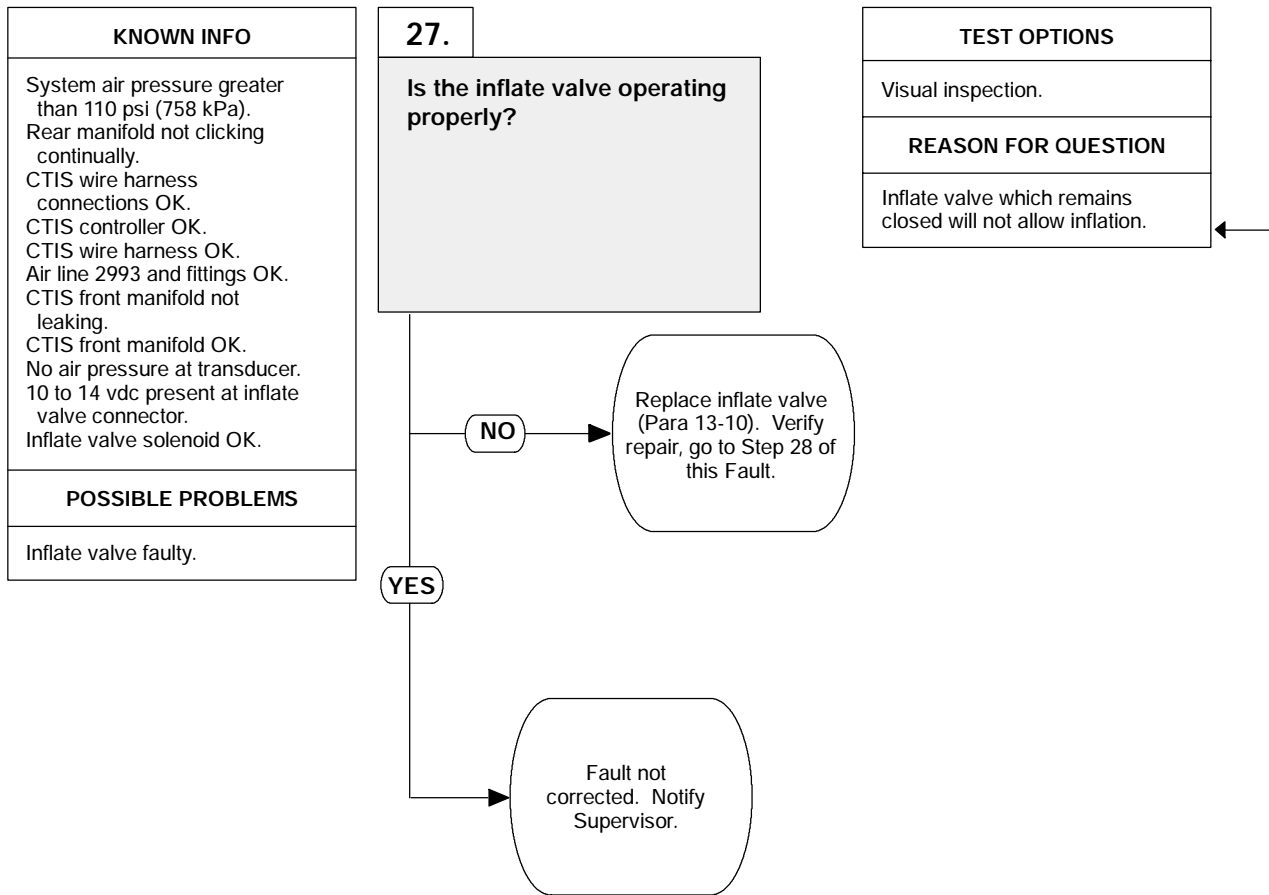 KNOWN INFO
System air pressure greater
than 110 psi (758 kPa).
Rear manifold not clicking
continually.
CTIS wire harness
connections OK.
CTIS controller OK.
CTIS wire harness OK.
Air line 2993 and fittings OK.
CTIS front manifold not
leaking.
CTIS front manifold OK.
No air pressure at transducer.
10 to 14 vdc present at inflate
valve connector.
Inflate valve solenoid OK.
POSSIBLE PROBLEMS
Inflate valve faulty.
27.
Is the inflate valve operating
properly?
TEST OPTIONS
Visual inspection.
REASON FOR QUESTION
Inflate valve which remains
closed will not allow inflation.
NO
Replace inflate valve
(Para 13-10). Verify
repair, go to Step 28 of
this Fault.
YES
Fault not
corrected. Notify
Supervisor.